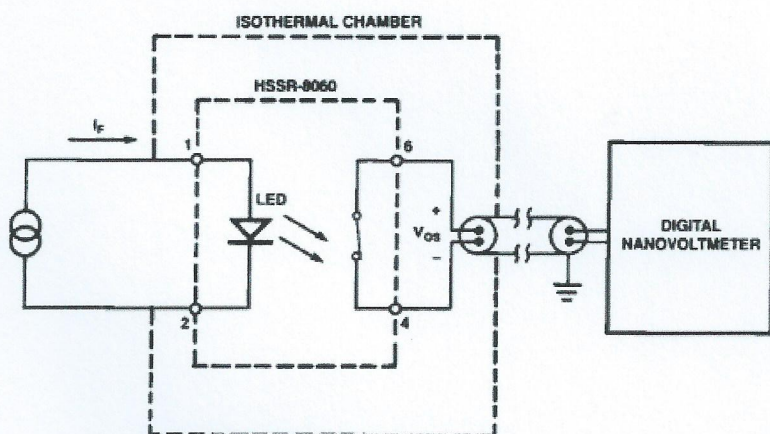 ISOTHERMAL CHAMBER
HSSR-8060
IF
1
6
LED
+
VOS
−
2
4
DIGITAL
NANOVOLTMETER